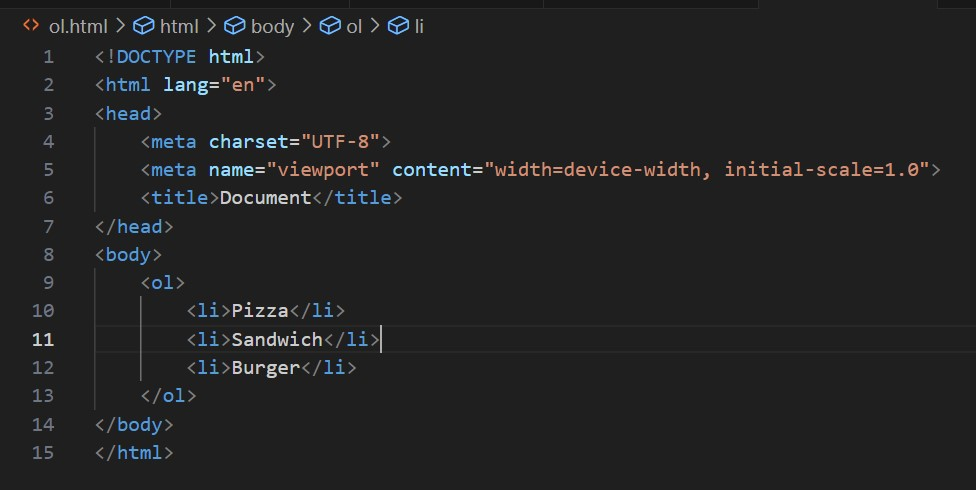 ol.html > html > body > ol > li
1 <!DOCTYPE html>
2 <html lang="en">
3 <head>
4     <meta charset="UTF-8">
5     <meta name="viewport" content="width=device-width, initial-scale=1.0">
6     <title>Document</title>
7 </head>
8 <body>
9     <ol>
10         <li>Pizza</li>
11         <li>Sandwich</li>
12         <li>Burger</li>
13     </ol>
14 </body>
15 </html>